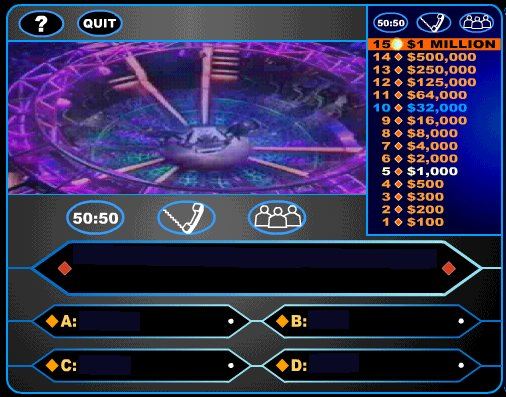 ? QUIT
50:50
15 $1 MILLION
14 $500,000
13 $250,000
12 $125,000
11 $64,000
10 $32,000
9 $16,000
8 $8,000
7 $4,000
6 $2,000
5 $1,000
4 $500
3 $300
2 $200
1 $100
50:50
A:
B:
C:
D: